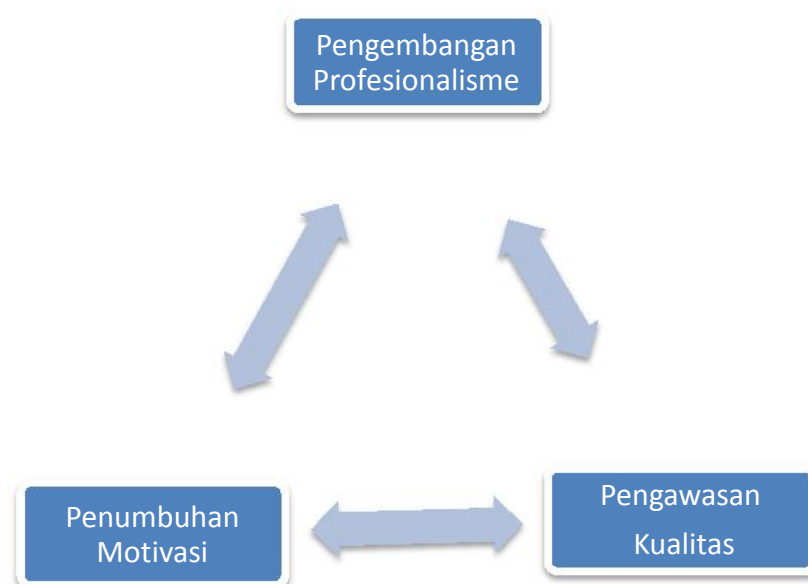 Pengembangan
Profesionalisme
Penumbuhan
Motivasi
Pengawasan
Kualitas